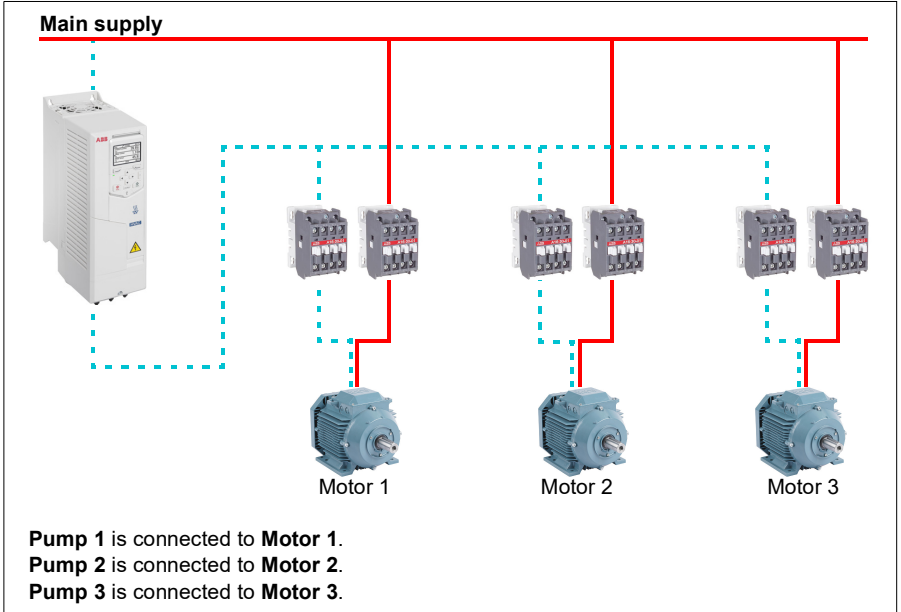 Main supply
ABB
Motor 1
Motor 2
Motor 3
Pump 1 is connected to Motor 1.
Pump 2 is connected to Motor 2.
Pump 3 is connected to Motor 3.